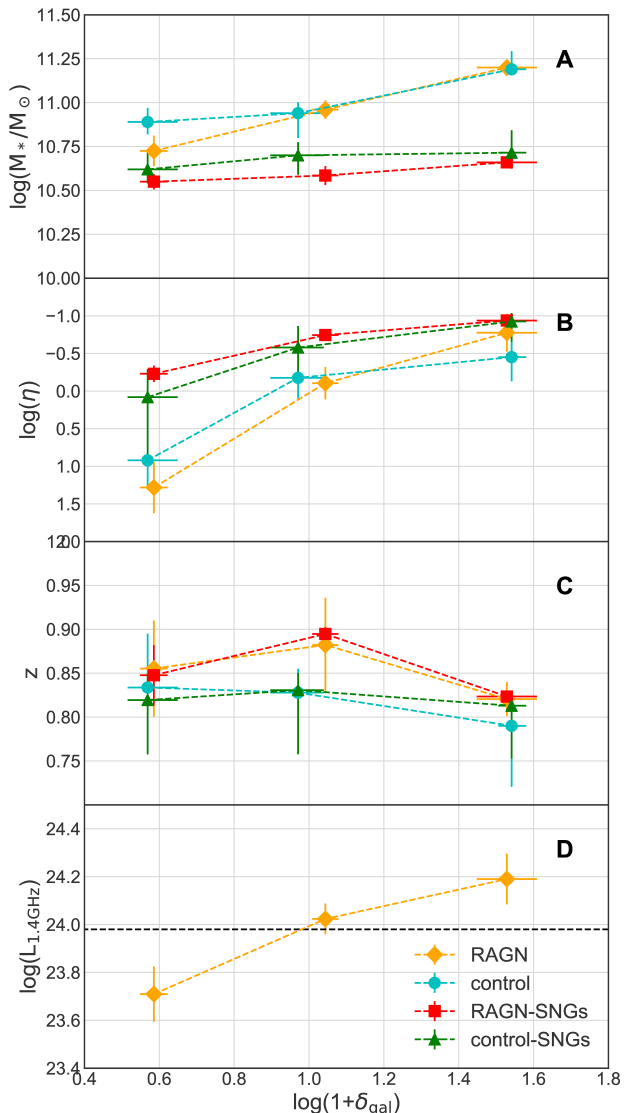 11.50
11.25
11.00
10.75
10.50
10.25
10.00
log(M*/M⊙)
A
−1.0
−0.5
0.0
0.5
1.0
1.5
log(η)
B
0.95
0.90
0.85
0.80
0.75
z
C
24.4
24.2
24.0
23.8
23.6
23.4
log(L1.4GHz)
D
RAGN
control
RAGN-SNGs
control-SNGs
0.4 0.6 0.8 1.0 1.2 1.4 1.6 1.8
log(1+δgal)